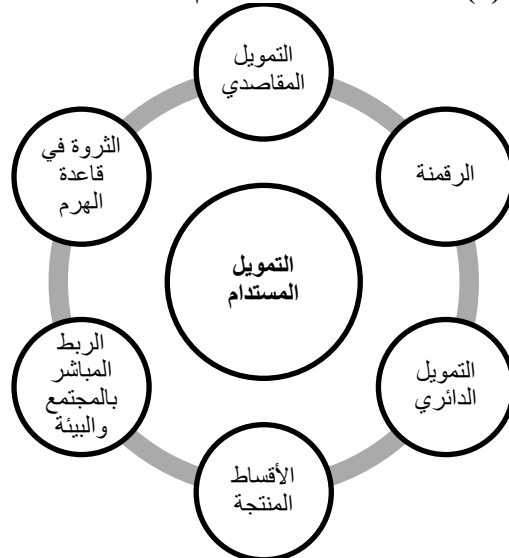 التمويل
المقاصدي
الرقمنة
التمويل
الدائري
الأقساط
المنتجة
الربط
المباشر
بالمجتمع
والبيئة
الثروة في
قاعدة
الهرم
التمويل
المستدام